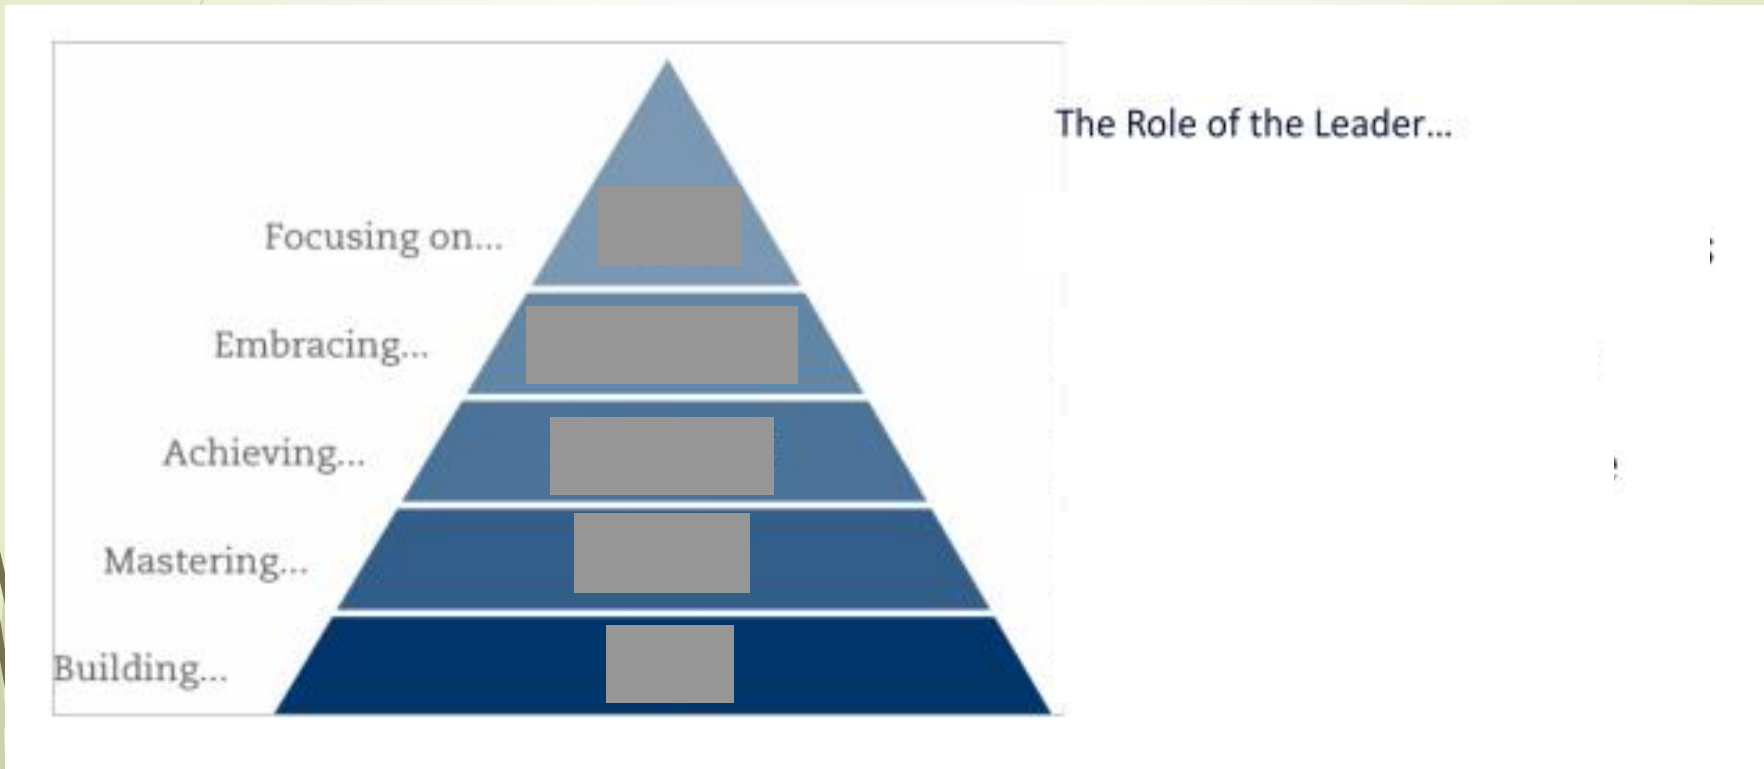 The Role of the Leader...
Focusing on...
Embracing...
Achieving...
Mastering...
Building...